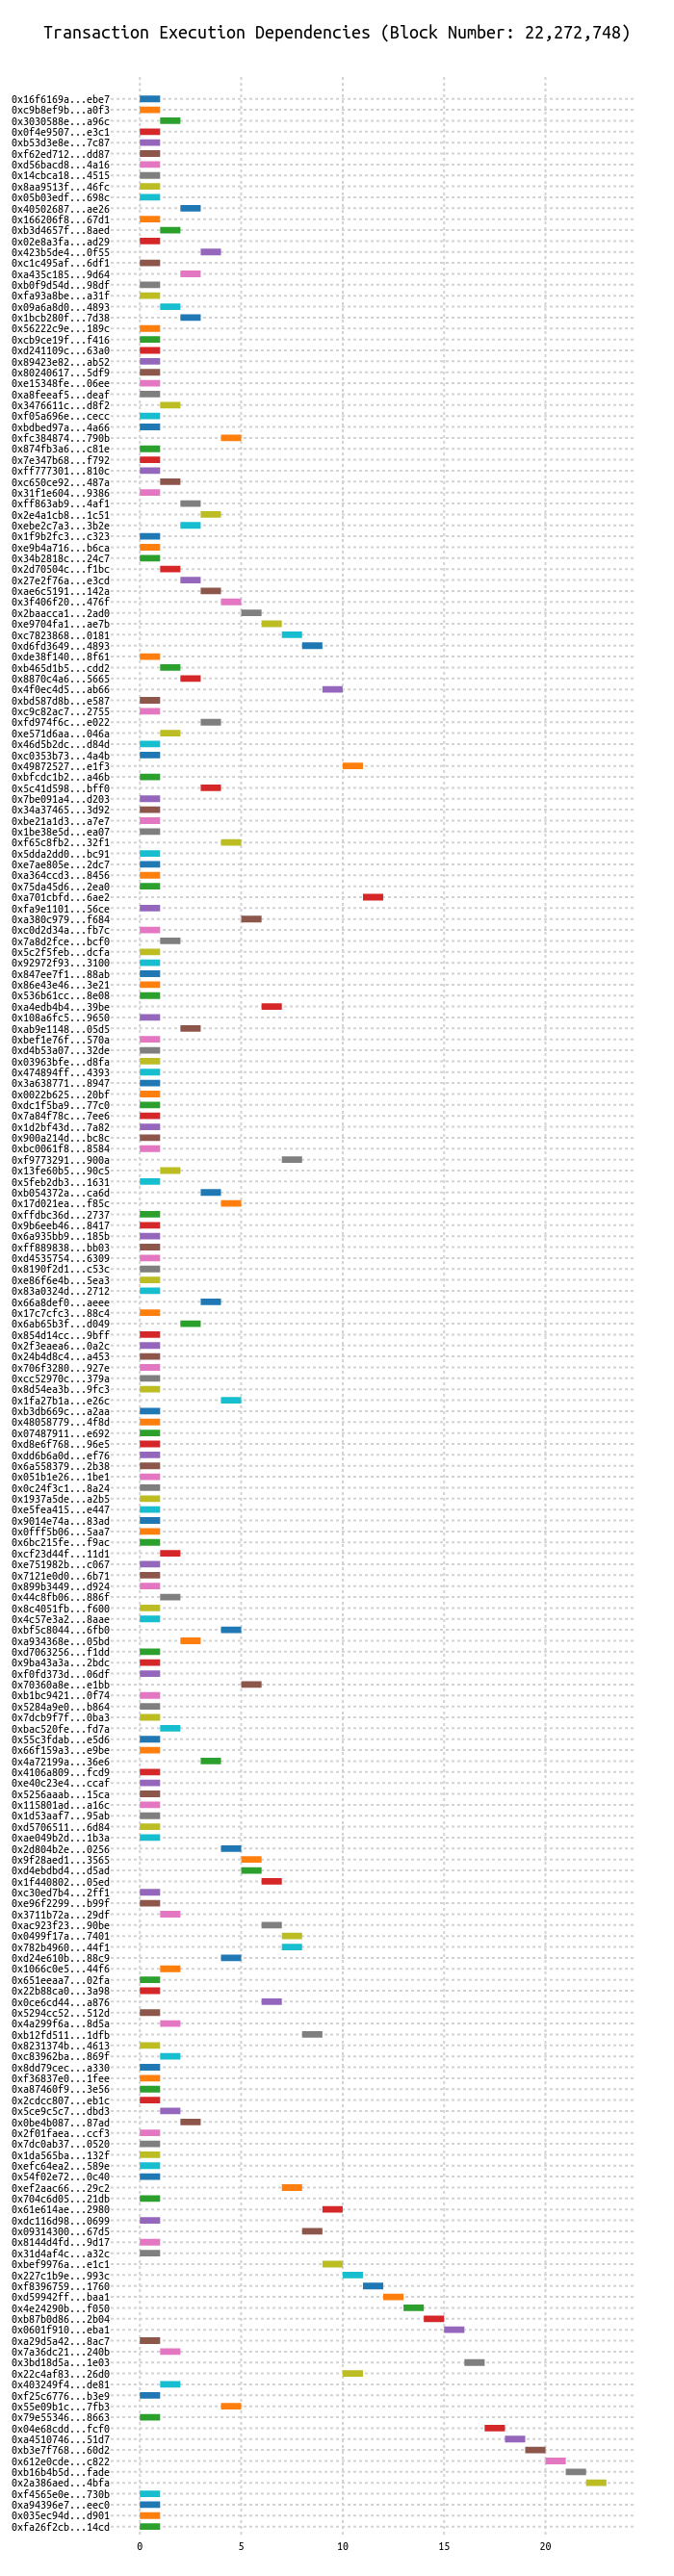 Transaction Execution Dependencies (Block Number: 22,272,748)
0x16f6169a...ebe7
0xc9b8ef9b...a0f3
0x3030588e...a96c
0x0f4e9507...e3c1
0xb53d3e8e...7c87
0xf62ed712...dd87
0xd56bacd8...4a16
0x14cbca18...4515
0x8aa9513f...46fc
0x05b03edf...698c
0x40502687...ae26
0x166206f8...67d1
0xb3d4657f...8aed
0x02e8a3fa...ad29
0x423b5de4...0f55
0xc1c495af...6df1
0xa435c185...9d64
0xb0f9d54d...98df
0xfa93a8be...a31f
0x09a6a8d0...4893
0x1bcb280f...7d38
0x56222c9e...189c
0xcb9ce19f...f416
0xd241109c...63a0
0x89423e82...ab52
0x80240617...5df9
0xe15348fe...06ee
0xa8feeaf5...deaf
0x3476611c...d8f2
0xf05a696e...cecc
0xbdbed97a...4a66
0xfc384874...790b
0x874fb3a6...c81e
0x7e347b68...f792
0xff777301...810c
0xc650ce92...487a
0x31f1e604...9386
0xff863ab9...4af1
0x2e4a1cb8...1c51
0xebe2c7a3...3b2e
0x1f9b2fc3...c323
0xe9b4a716...b6ca
0x34b2818c...24c7
0x2d70504c...f1bc
0x27e2f76a...e3cd
0xae6c5191...142a
0x3f406f20...476f
0x2baacca1...2ad0
0xe9704fa1...ae7b
0xc7823868...0181
0xd6fd3649...4893
0xde38f140...8f61
0xb465d1b5...cdd2
0x8870c4a6...5665
0x4f0ec4d5...ab66
0xbd587d8b...e587
0xc9c82ac7...2755
0xfd974f6c...e022
0xe571d6aa...046a
0x46d5b2dc...d84d
0xc0353b73...4a4b
0x49872527...e1f3
0xbfcdc1b2...a46b
0x5c41d598...bff0
0x7be091a4...d203
0x34a37465...3d92
0xbe21a1d3...a7e7
0x1be38e5d...ea07
0xf65c8fb2...32f1
0x5dda2dd0...bc91
0xe7ae805e...2dc7
0xa364ccd3...8456
0x75da45d6...2ea0
0xa701cbfd...6ae2
0xfa9e1101...56ce
0xa380c979...f684
0xc0d2d34a...fb7c
0x7a8d2fce...bcf0
0x5c2f5feb...dcfa
0x92972f93...3100
0x847ee7f1...88ab
0x86e43e46...3e21
0x536b61cc...8e08
0xa4edb4b4...39be
0x108a6fc5...9650
0xab9e1148...05d5
0xbef1e76f...570a
0xd4b53a07...32de
0x03963bfe...d8fa
0x474894ff...4393
0x3a638771...8947
0x0022b625...20bf
0xdc1f5ba9...77c0
0x7a84f78c...7ee6
0x1d2bf43d...7a82
0x900a214d...bc8c
0xbc0061f8...8584
0xf9773291...900a
0x13fe60b5...90c5
0x5feb2db3...1631
0xb054372a...ca6d
0x17d021ea...f85c
0xffdbc36d...2737
0x9b6eeb46...8417
0x6a935bb9...185b
0xff889838...bb03
0xd4535754...6309
0x8190f2d1...c53c
0xe86f6e4b...5ea3
0x83a0324d...2712
0x66a8def0...aeee
0x17c7cfc3...88c4
0x6ab65b3f...d049
0x854d14cc...9bff
0x2f3eaea6...0a2c
0x24b4d8c4...a453
0x706f3280...927e
0xcc52970c...379a
0x8d54ea3b...9fc3
0x1fa27b1a...e26c
0xb3db669c...a2aa
0x48058779...4f8d
0x07487911...e692
0xd8e6f768...96e5
0xdd6b6a0d...ef76
0x6a558379...2b38
0x051b1e26...1be1
0x0c24f3c1...8a24
0x1937a5de...a2b5
0xe5fea415...e447
0x9014e74a...83ad
0x0fff5b06...5aa7
0x6bc215fe...f9ac
0xcf23d44f...11d1
0xe751982b...c067
0x7121e0d0...6b71
0x899b3449...d924
0x44c8fb06...886f
0x8c4051fb...f600
0x4c57e3a2...8aae
0xbf5c8044...6fb0
0xa934368e...05bd
0xd7063256...f1dd
0x9ba43a3a...2bdc
0xf0fd373d...06df
0x70360a8e...e1bb
0xb1bc9421...0f74
0x5284a9e0...b864
0x7dcb9f7f...0ba3
0xbac520fe...fd7a
0x55c3fdab...e5d6
0x66f159a3...e9be
0x4a72199a...36e6
0x4106a809...fcd9
0xe40c23e4...ccaf
0x5256aaab...15ca
0x115801ad...a16c
0x1d53aaf7...95ab
0xd5706511...6d84
0xae049b2d...1b3a
0x2d804b2e...0256
0x9f28aed1...3565
0xd4ebdbd4...d5ad
0x1f440802...05ed
0xc30ed7b4...2ff1
0xe96f2299...b99f
0x3711b72a...29df
0xac923f23...90be
0x0499f17a...7401
0x782b4960...44f1
0xd24e610b...88c9
0x1066c0e5...44f6
0x651eeaa7...02fa
0x22b88ca0...3a98
0x0ce6cd44...a876
0x5294cc52...512d
0x4a299f6a...8d5a
0xb12fd511...1dfb
0x8231374b...4613
0xc83962ba...869f
0x8dd79cec...a330
0xf36837e0...1fee
0xa87460f9...3e56
0x2cdcc807...eb1c
0x5ce9c5c7...dbd3
0x0be4b087...87ad
0x2f01faea...ccf3
0x7dc0ab37...0520
0x1da565ba...132f
0xefc64ea2...589e
0x54f02e72...0c40
0xef2aac66...29c2
0x704c6d05...21db
0x61e614ae...2980
0xdc116d98...0699
0x09314300...67d5
0x8144d4fd...9d17
0x31d4af4c...a32c
0xbef9976a...e1c1
0x227c1b9e...993c
0xf8396759...1760
0xd59942ff...baa1
0x4e24290b...f050
0xb87b0d86...2b04
0x0601f910...eba1
0xa29d5a42...8ac7
0x7a36dc21...240b
0x3bd18d5a...1e03
0x22c4af83...26d0
0x403249f4...de81
0xf25c6776...b3e9
0x55e09b1c...7fb3
0x79e55346...8663
0x04e68cdd...fcf0
0xa4510746...51d7
0xb3e7f768...60d2
0x612e0cde...c822
0xb16b4b5d...fade
0x2a386aed...4bfa
0xf4565e0e...730b
0xa94396e7...eec0
0x035ec94d...d901
0xfa26f2cb...14cd
0 5 10 15 20